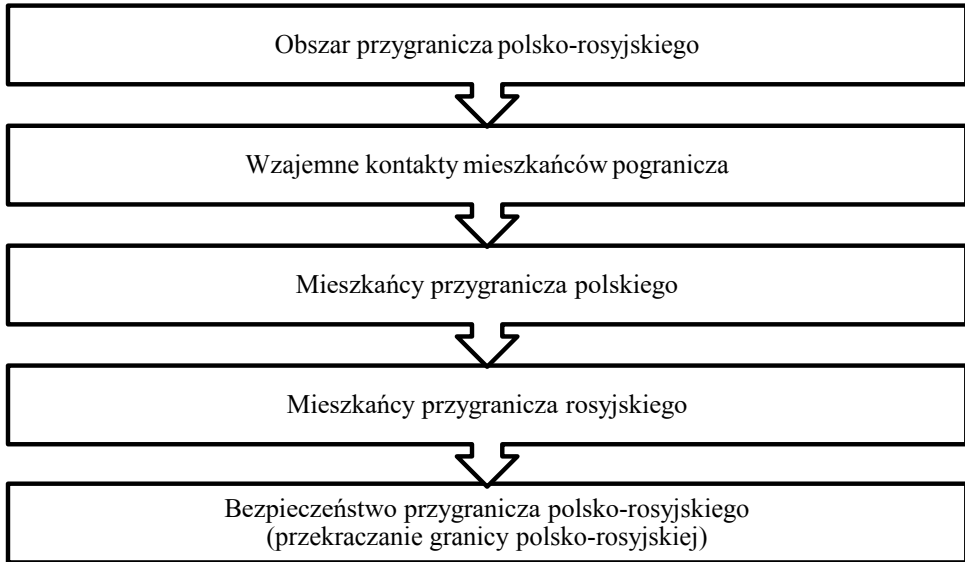 Obszar przygranicza polsko-rosyjskiego
Wzajemne kontakty mieszkańców pogranicza
Mieszkańcy przygranicza polskiego
Mieszkańcy przygranicza rosyjskiego
Bezpieczeństwo przygranicza polsko-rosyjskiego
(przekraczanie granicy polsko-rosyjskiej)